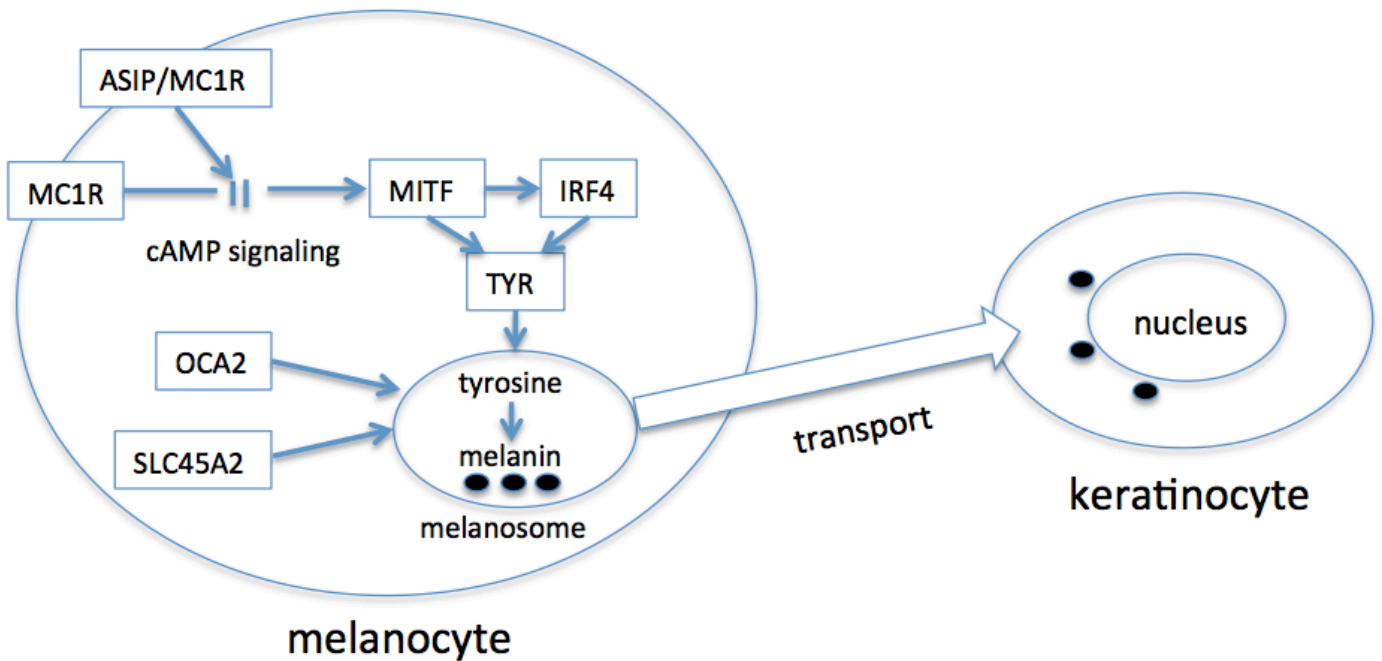 ASIP/MC1R
MC1R
MITF
IRF4
cAMP signaling
TYR
OCA2
tyrosine
SLC45A2
melanin
melanosome
melanocyte
transport
nucleus
keratinocyte